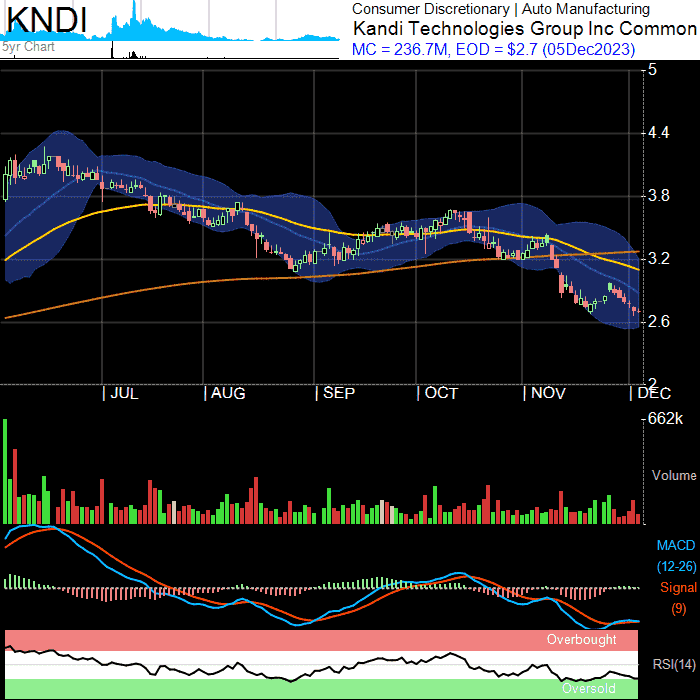 KNDI
5yr Chart
Consumer Discretionary | Auto Manufacturing
Kandi Technologies Group Inc Common
MC = 236.7M, EOD = $2.7 (05Dec2023)
5
4.4
3.8
3.2
2.6
2
| JUL | AUG | SEP | OCT | NOV | DEC
662k
Volume
MACD
(12-26)
Signal
(9)
Overbought
RSI(14)
Oversold